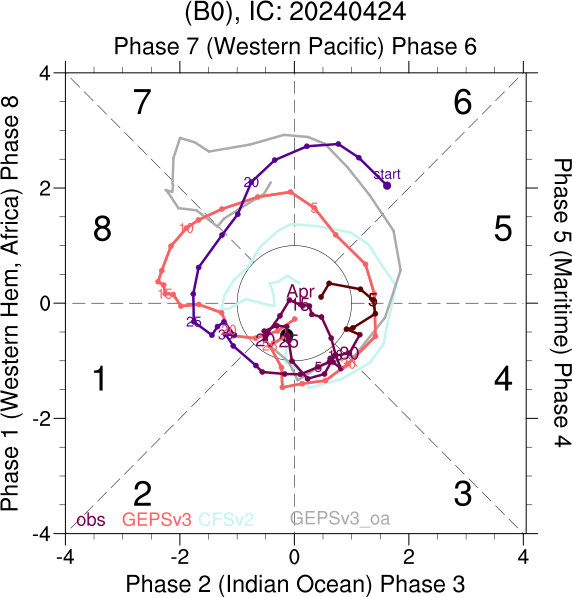 (B0), IC: 20240424
Phase 7 (Western Pacific) Phase 6
Phase 1 (Western Hem, Africa) Phase 8
Phase 5 (Maritime) Phase 4
4
2
0
-2
-4
7
6
8
5
1
4
2
3
start
20
5
10
15
25
Apr
15
5
30
20
25
5
30
obs GEPSv3 CFSv2 GEPSv3_oa
-4 -2 0 2 4
Phase 2 (Indian Ocean) Phase 3